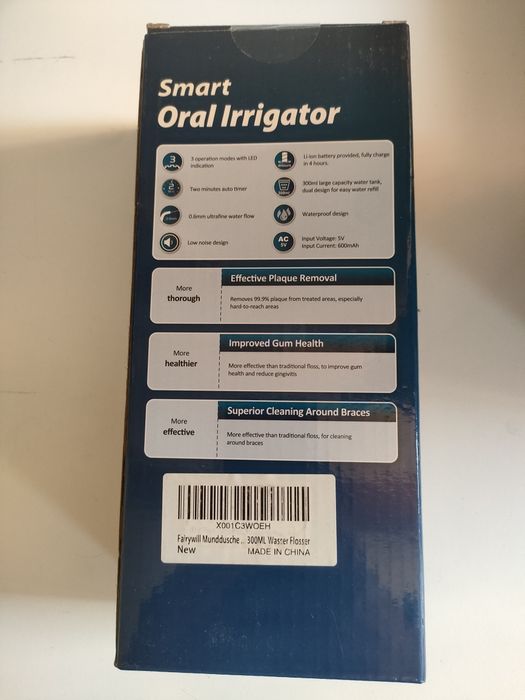 Smart
Oral Irrigator
3
3 operation modes with LED
indication
2
Two minutes auto timer
0.6mm ultrafine water flow
Low noise design
Li-ion battery provided, fully charge
in 4 hours.
300ml large capacity water tank,
dual design for easy water refill
Waterproof design
AC
5V
Input Voltage: 5V
Input Current: 600mAh
More
thorough
Effective Plaque Removal
Removes 99.9% plaque from treated areas, especially
hard-to-reach areas
More
healthier
Improved Gum Health
More effective than traditional floss, to improve gum
health and reduce gingivitis
More
effective
Superior Cleaning Around Braces
More effective than traditional floss, for cleaning
around braces
X001C3WOEH
Fairywill Munddusche ... 300ML Waster Flosser
New
MADE IN CHINA